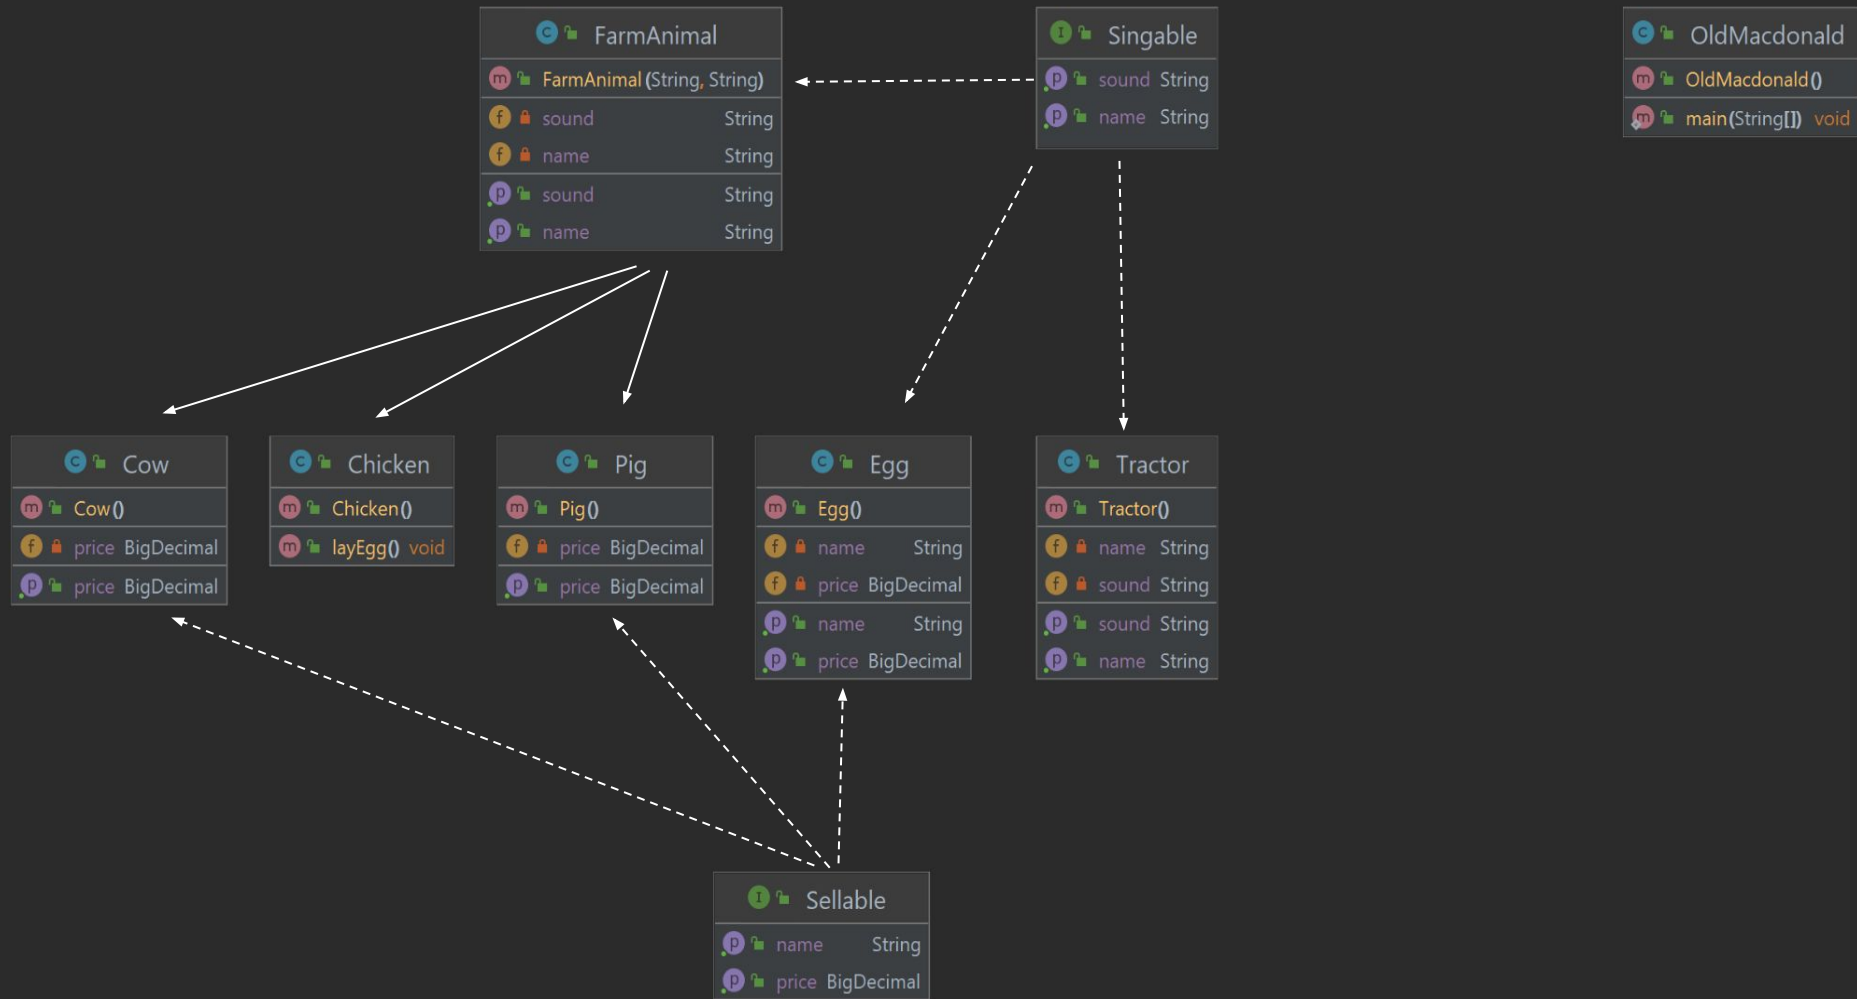 FarmAnimal
FarmAnimal(String, String)
sound String
name String
sound String
name String
Singable
sound String
name String
OldMacdonald
OldMacdonald()
main(String[]) void
Cow
Cow()
price BigDecimal
price BigDecimal
Chicken
Chicken()
layEgg() void
Pig
Pig()
price BigDecimal
price BigDecimal
Egg
Egg()
name String
price BigDecimal
name String
price BigDecimal
Tractor
Tractor()
name String
sound String
sound String
name String
Sellable
name String
price BigDecimal